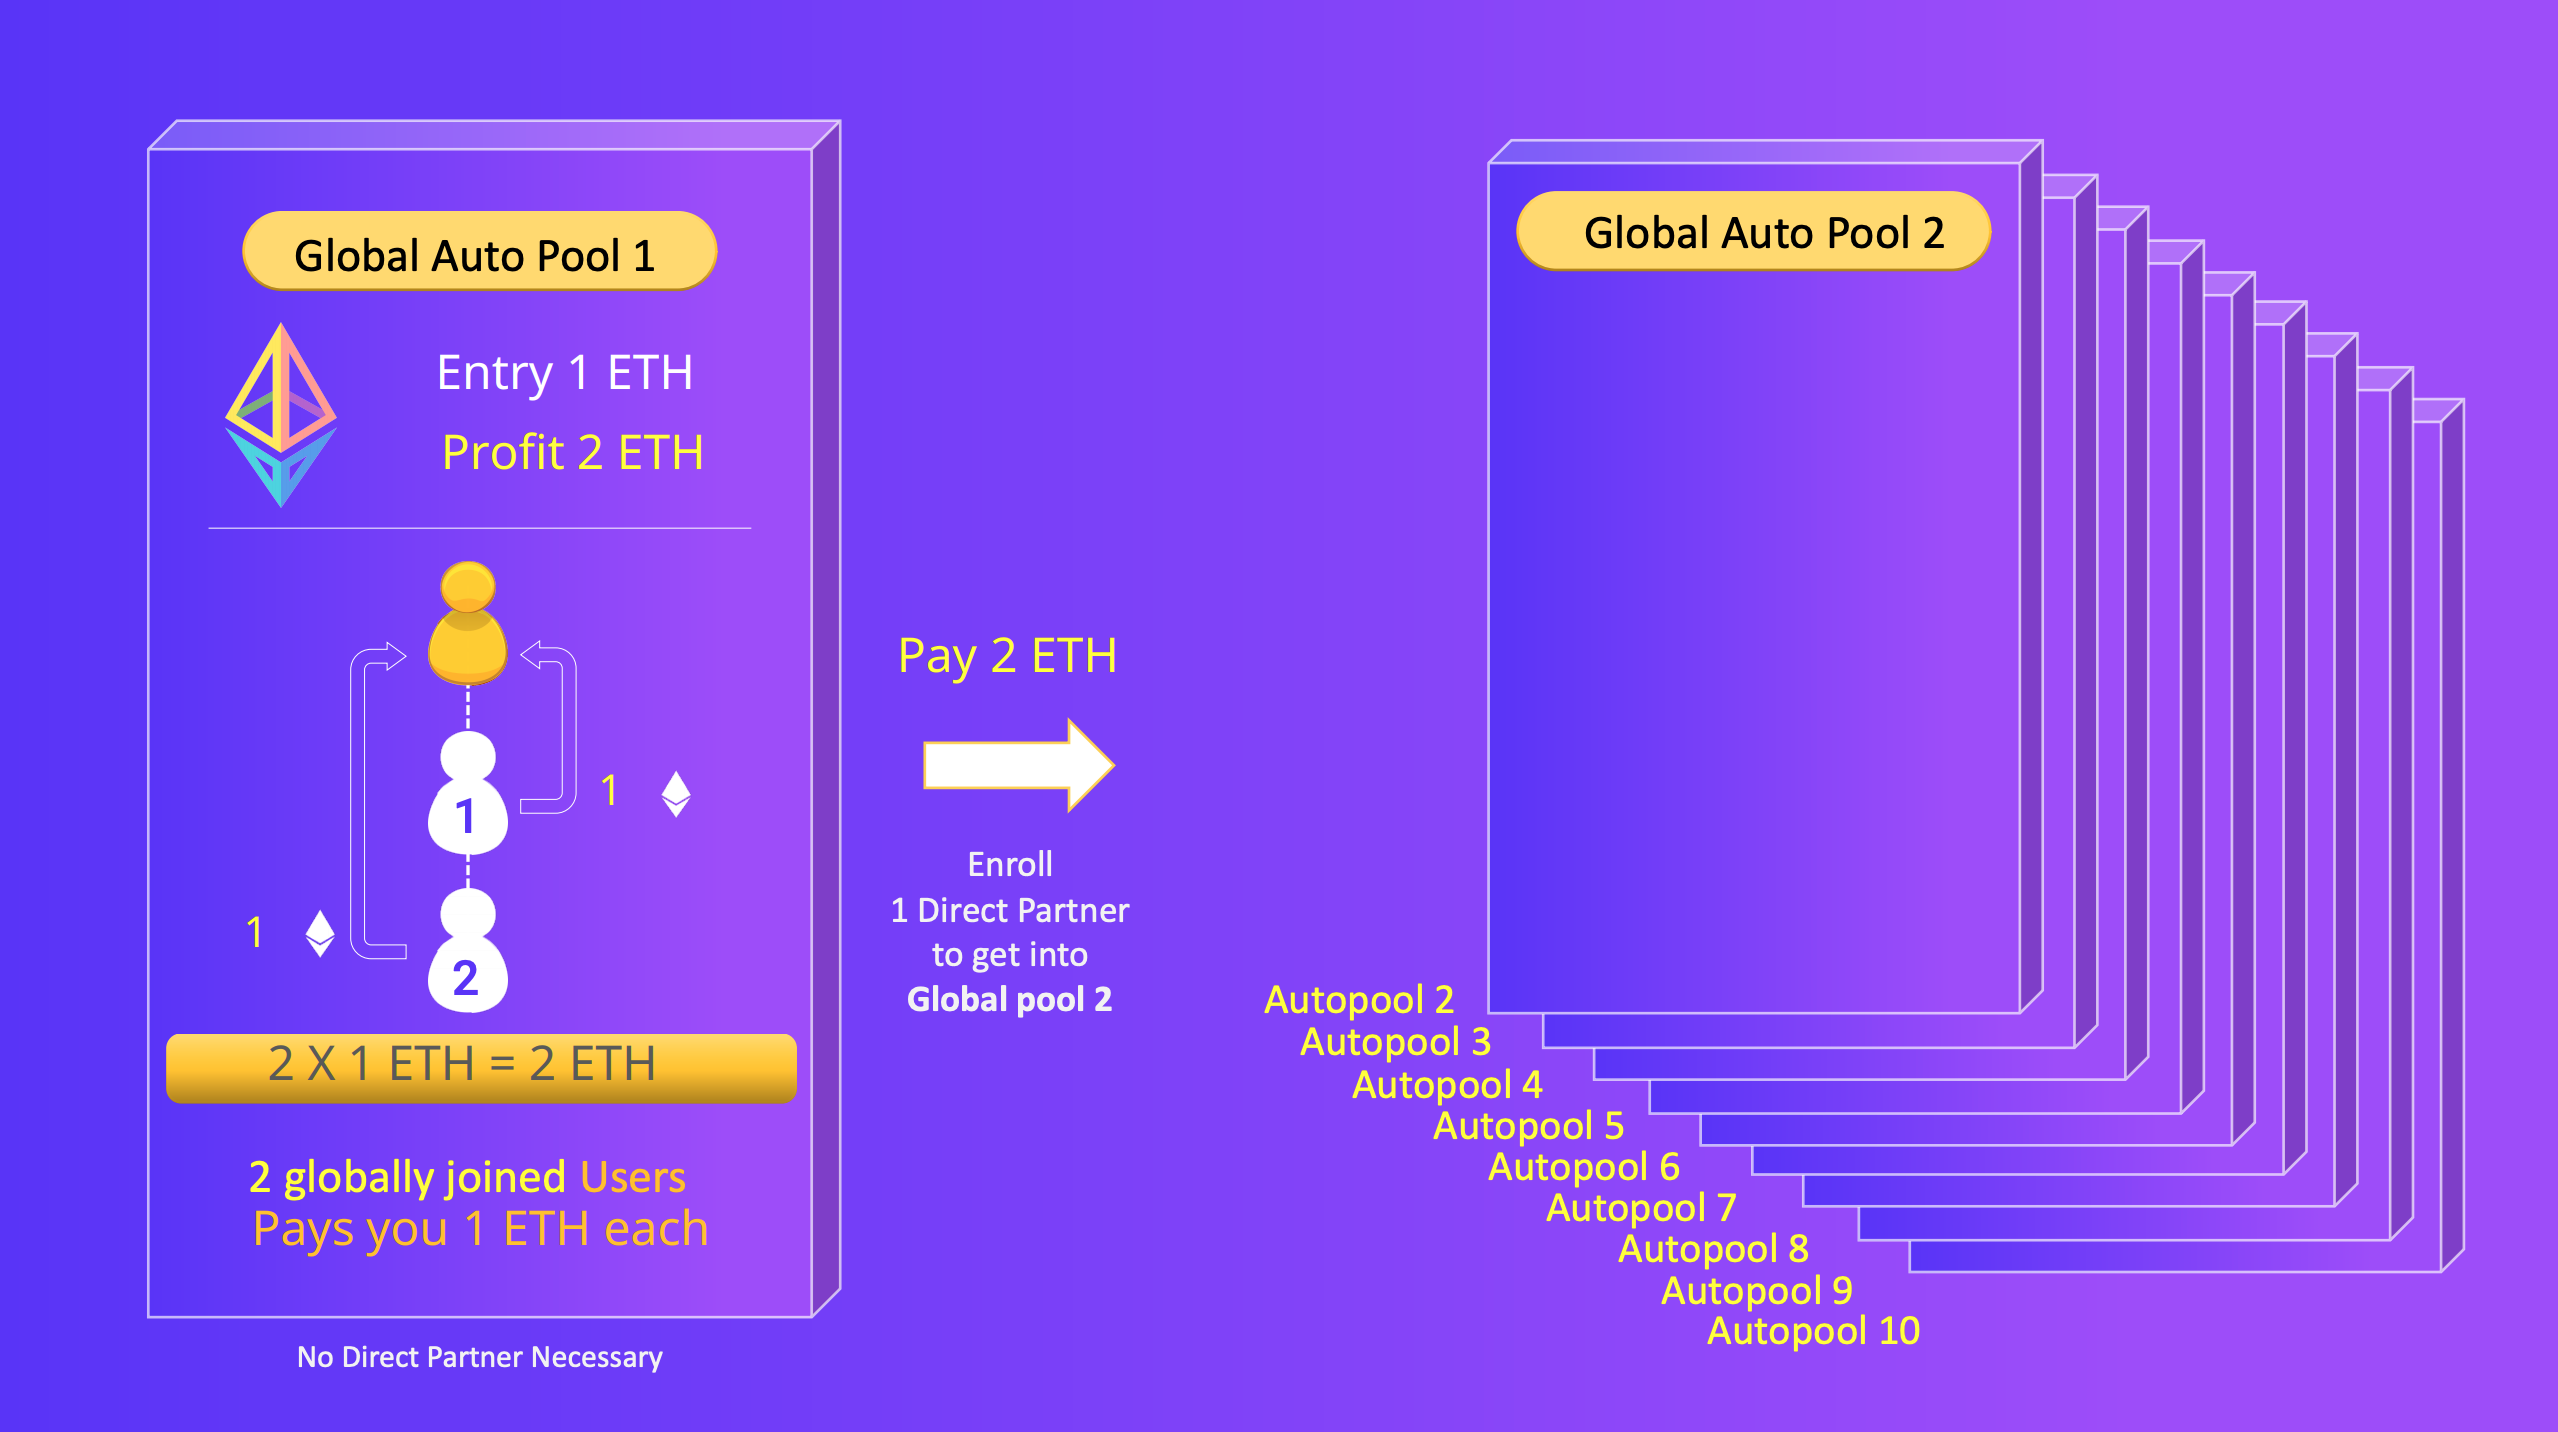 Global Auto Pool 1
Entry 1 ETH
Profit 2 ETH
1
1
1
2
2 X 1 ETH = 2 ETH
2 globally joined Users
Pays you 1 ETH each
No Direct Partner Necessary
Pay 2 ETH
Enroll
1 Direct Partner
to get into
Global pool 2
Global Auto Pool 2
Autopool 2
Autopool 3
Autopool 4
Autopool 5
Autopool 6
Autopool 7
Autopool 8
Autopool 9
Autopool 10